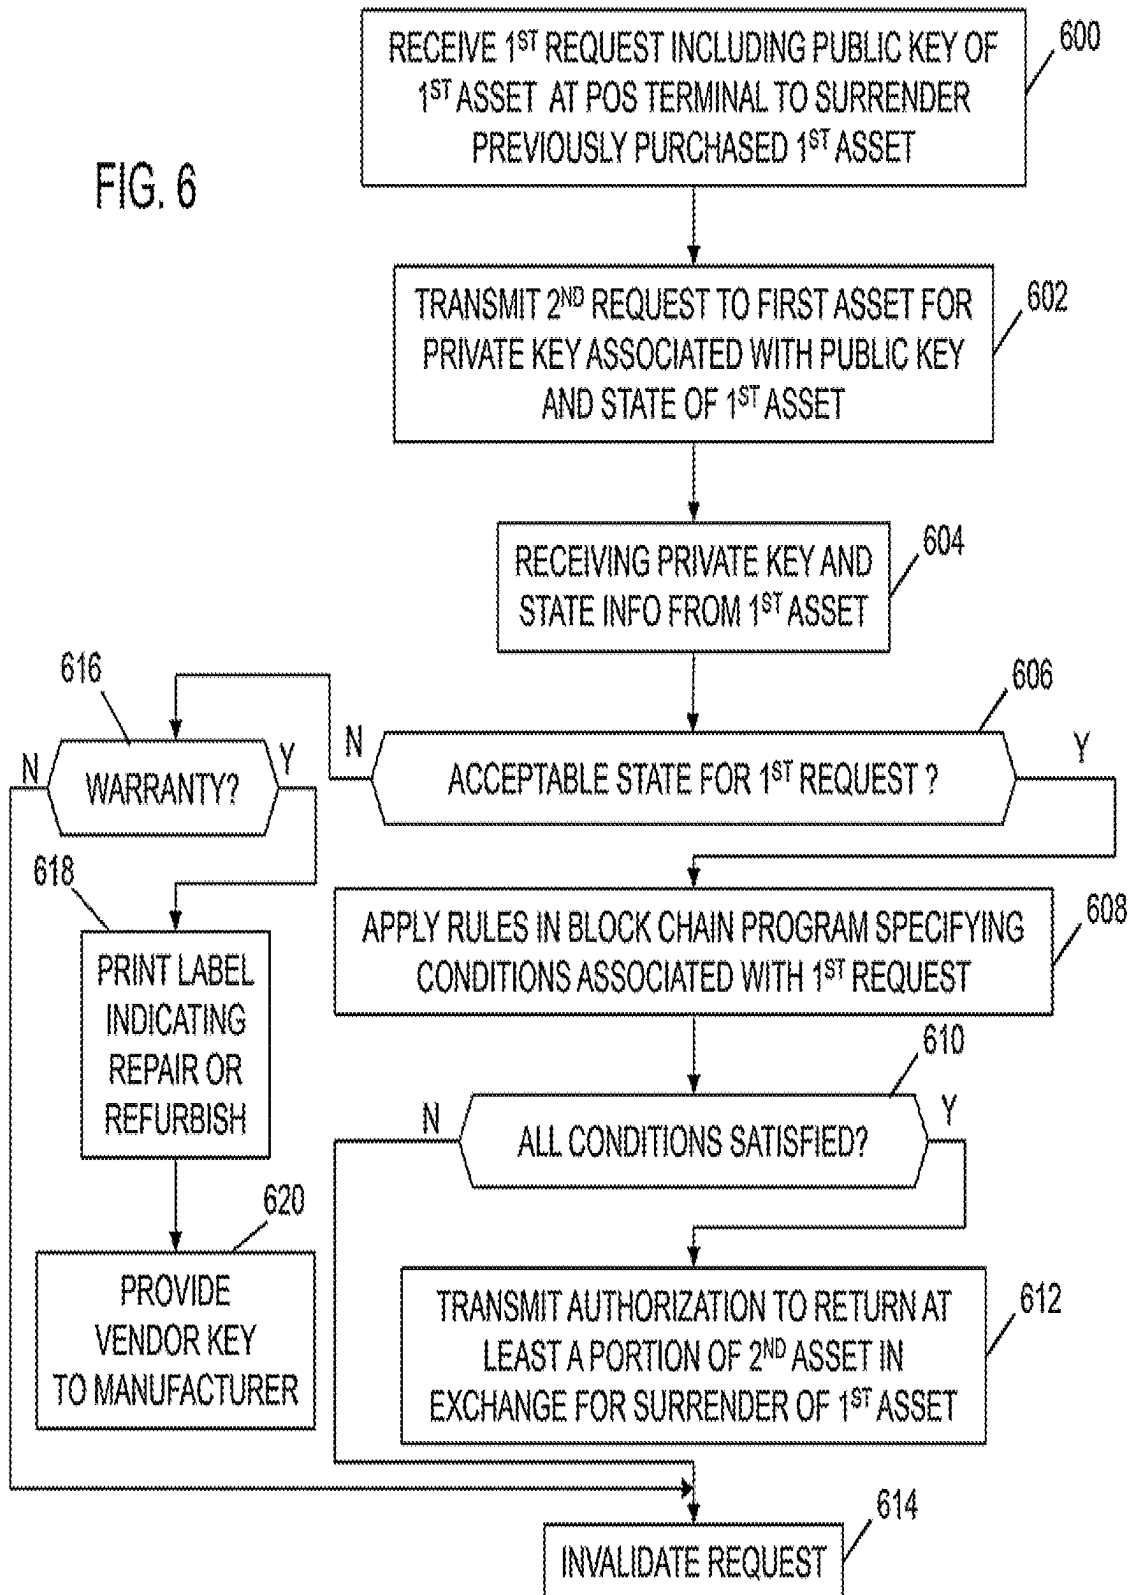 FIG. 6
RECEIVE 1ST REQUEST INCLUDING PUBLIC KEY OF
1ST ASSET AT POS TERMINAL TO SURRENDER
PREVIOUSLY PURCHASED 1ST ASSET
600
TRANSMIT 2ND REQUEST TO FIRST ASSET FOR
PRIVATE KEY ASSOCIATED WITH PUBLIC KEY
AND STATE OF 1ST ASSET
602
RECEIVING PRIVATE KEY AND
STATE INFO FROM 1ST ASSET
604
ACCEPTABLE STATE FOR 1ST REQUEST ?
606
N
Y
WARRANTY?
616
N
Y
PRINT LABEL
INDICATING
REPAIR OR
REFURBISH
618
PROVIDE
VENDOR KEY
TO MANUFACTURER
620
APPLY RULES IN BLOCK CHAIN PROGRAM SPECIFYING
CONDITIONS ASSOCIATED WITH 1ST REQUEST
608
ALL CONDITIONS SATISFIED?
610
N
Y
TRANSMIT AUTHORIZATION TO RETURN AT
LEAST A PORTION OF 2ND ASSET IN
EXCHANGE FOR SURRENDER OF 1ST ASSET
612
INVALIDATE REQUEST
614